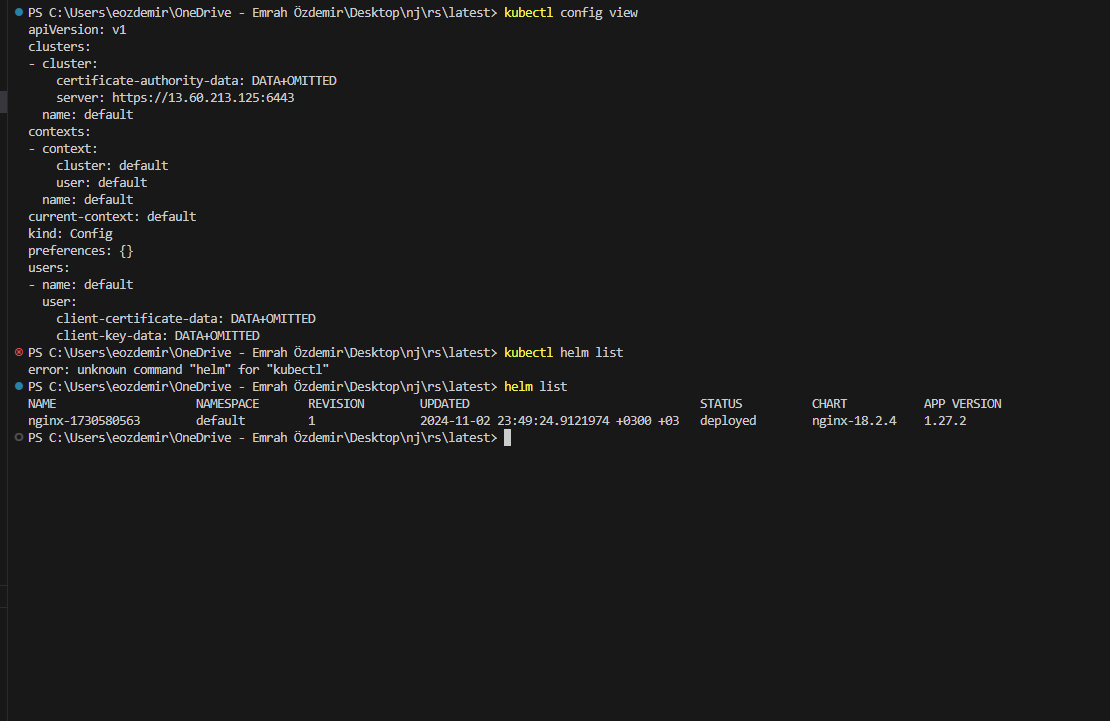 PS C:\Users\eozdemir\OneDrive - Emrah Özdemir\Desktop\nj\rs\latest> kubectl config view
apiVersion: v1
clusters:
- cluster:
    certificate-authority-data: DATA+OMITTED
    server: https://13.60.213.125:6443
  name: default
contexts:
- context:
    cluster: default
    user: default
  name: default
current-context: default
kind: Config
preferences: {}
users:
- name: default
  user:
    client-certificate-data: DATA+OMITTED
    client-key-data: DATA+OMITTED
PS C:\Users\eozdemir\OneDrive - Emrah Özdemir\Desktop\nj\rs\latest> kubectl helm list
error: unknown command "helm" for "kubectl"
PS C:\Users\eozdemir\OneDrive - Emrah Özdemir\Desktop\nj\rs\latest> helm list
NAME                    NAMESPACE       REVISION        UPDATED                                 STATUS          CHART           APP VERSION
nginx-1730580563        default         1               2024-11-02 23:49:24.9121974 +0300 +03   deployed        nginx-18.2.4    1.27.2
PS C:\Users\eozdemir\OneDrive - Emrah Özdemir\Desktop\nj\rs\latest>